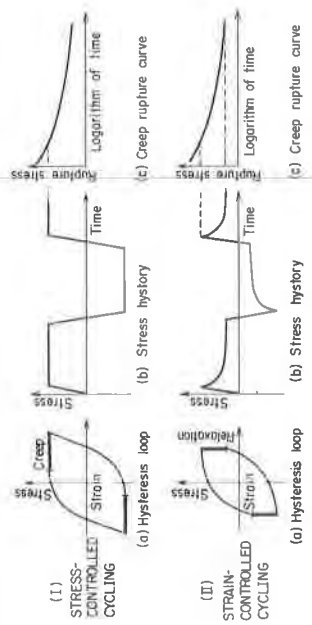 (I)
STRESS-
CONTROLLED
CYCLING
Stress
Creep
Strain
(a) Hysteresis loop
Stress
Time
(b) Stress hystory
Rupture stress
Logarithm of time
(c) Creep rupture curve
(II)
STRAIN-
CONTROLLED
CYCLING
Stress
Relaxation
Strain
(a) Hysteresis loop
Stress
Time
(b) Stress hystory
Rupture stress
Logarithm of time
(c) Creep rupture curve